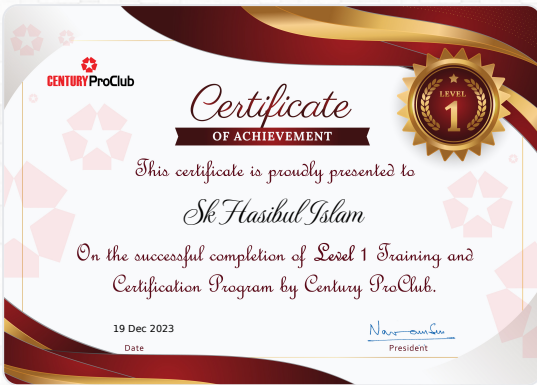 CENTURY ProClub
Certificate
OF ACHIEVEMENT
LEVEL
1
This certificate is proudly presented to
Sk Hasibul Islam
On the successful completion of Level 1 Training and
Certification Program by Century ProClub.
19 Dec 2023
Date
President